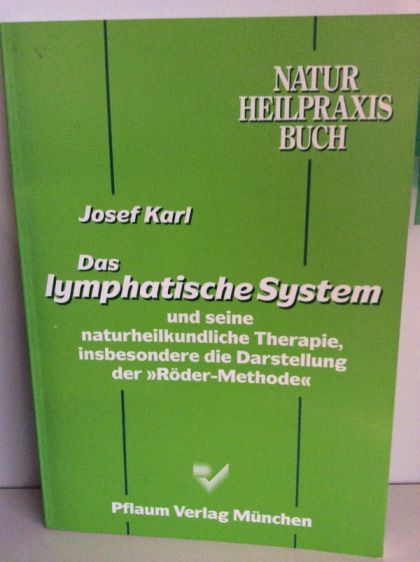 NATUR
HEILPRAXIS
BUCH
Josef Karl
Das
lymphatische System
und seine
naturheilkundliche Therapie,
insbesondere die Darstellung
der »Röder-Methode«
Pflaum Verlag München